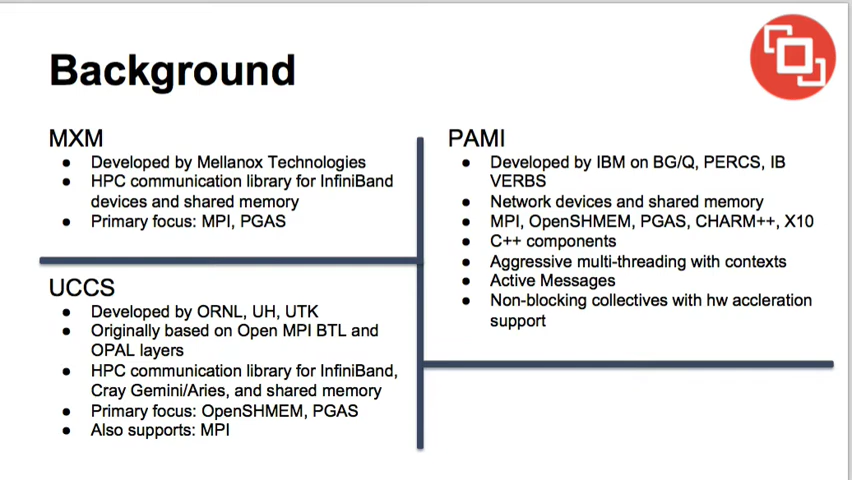 Background
MXM
● Developed by Mellanox Technologies
● HPC communication library for InfiniBand
devices and shared memory
● Primary focus: MPI, PGAS
UCCS
● Developed by ORNL, UH, UTK
● Originally based on Open MPI BTL and
OPAL layers
● HPC communication library for InfiniBand,
Cray Gemini/Aries, and shared memory
● Primary focus: OpenSHMEM, PGAS
● Also supports: MPI
PAMI
● Developed by IBM on BG/Q, PERCS, IB
VERBS
● Network devices and shared memory
● MPI, OpenSHMEM, PGAS, CHARM++, X10
● C++ components
● Aggressive multi-threading with contexts
● Active Messages
● Non-blocking collectives with hw accleration
support